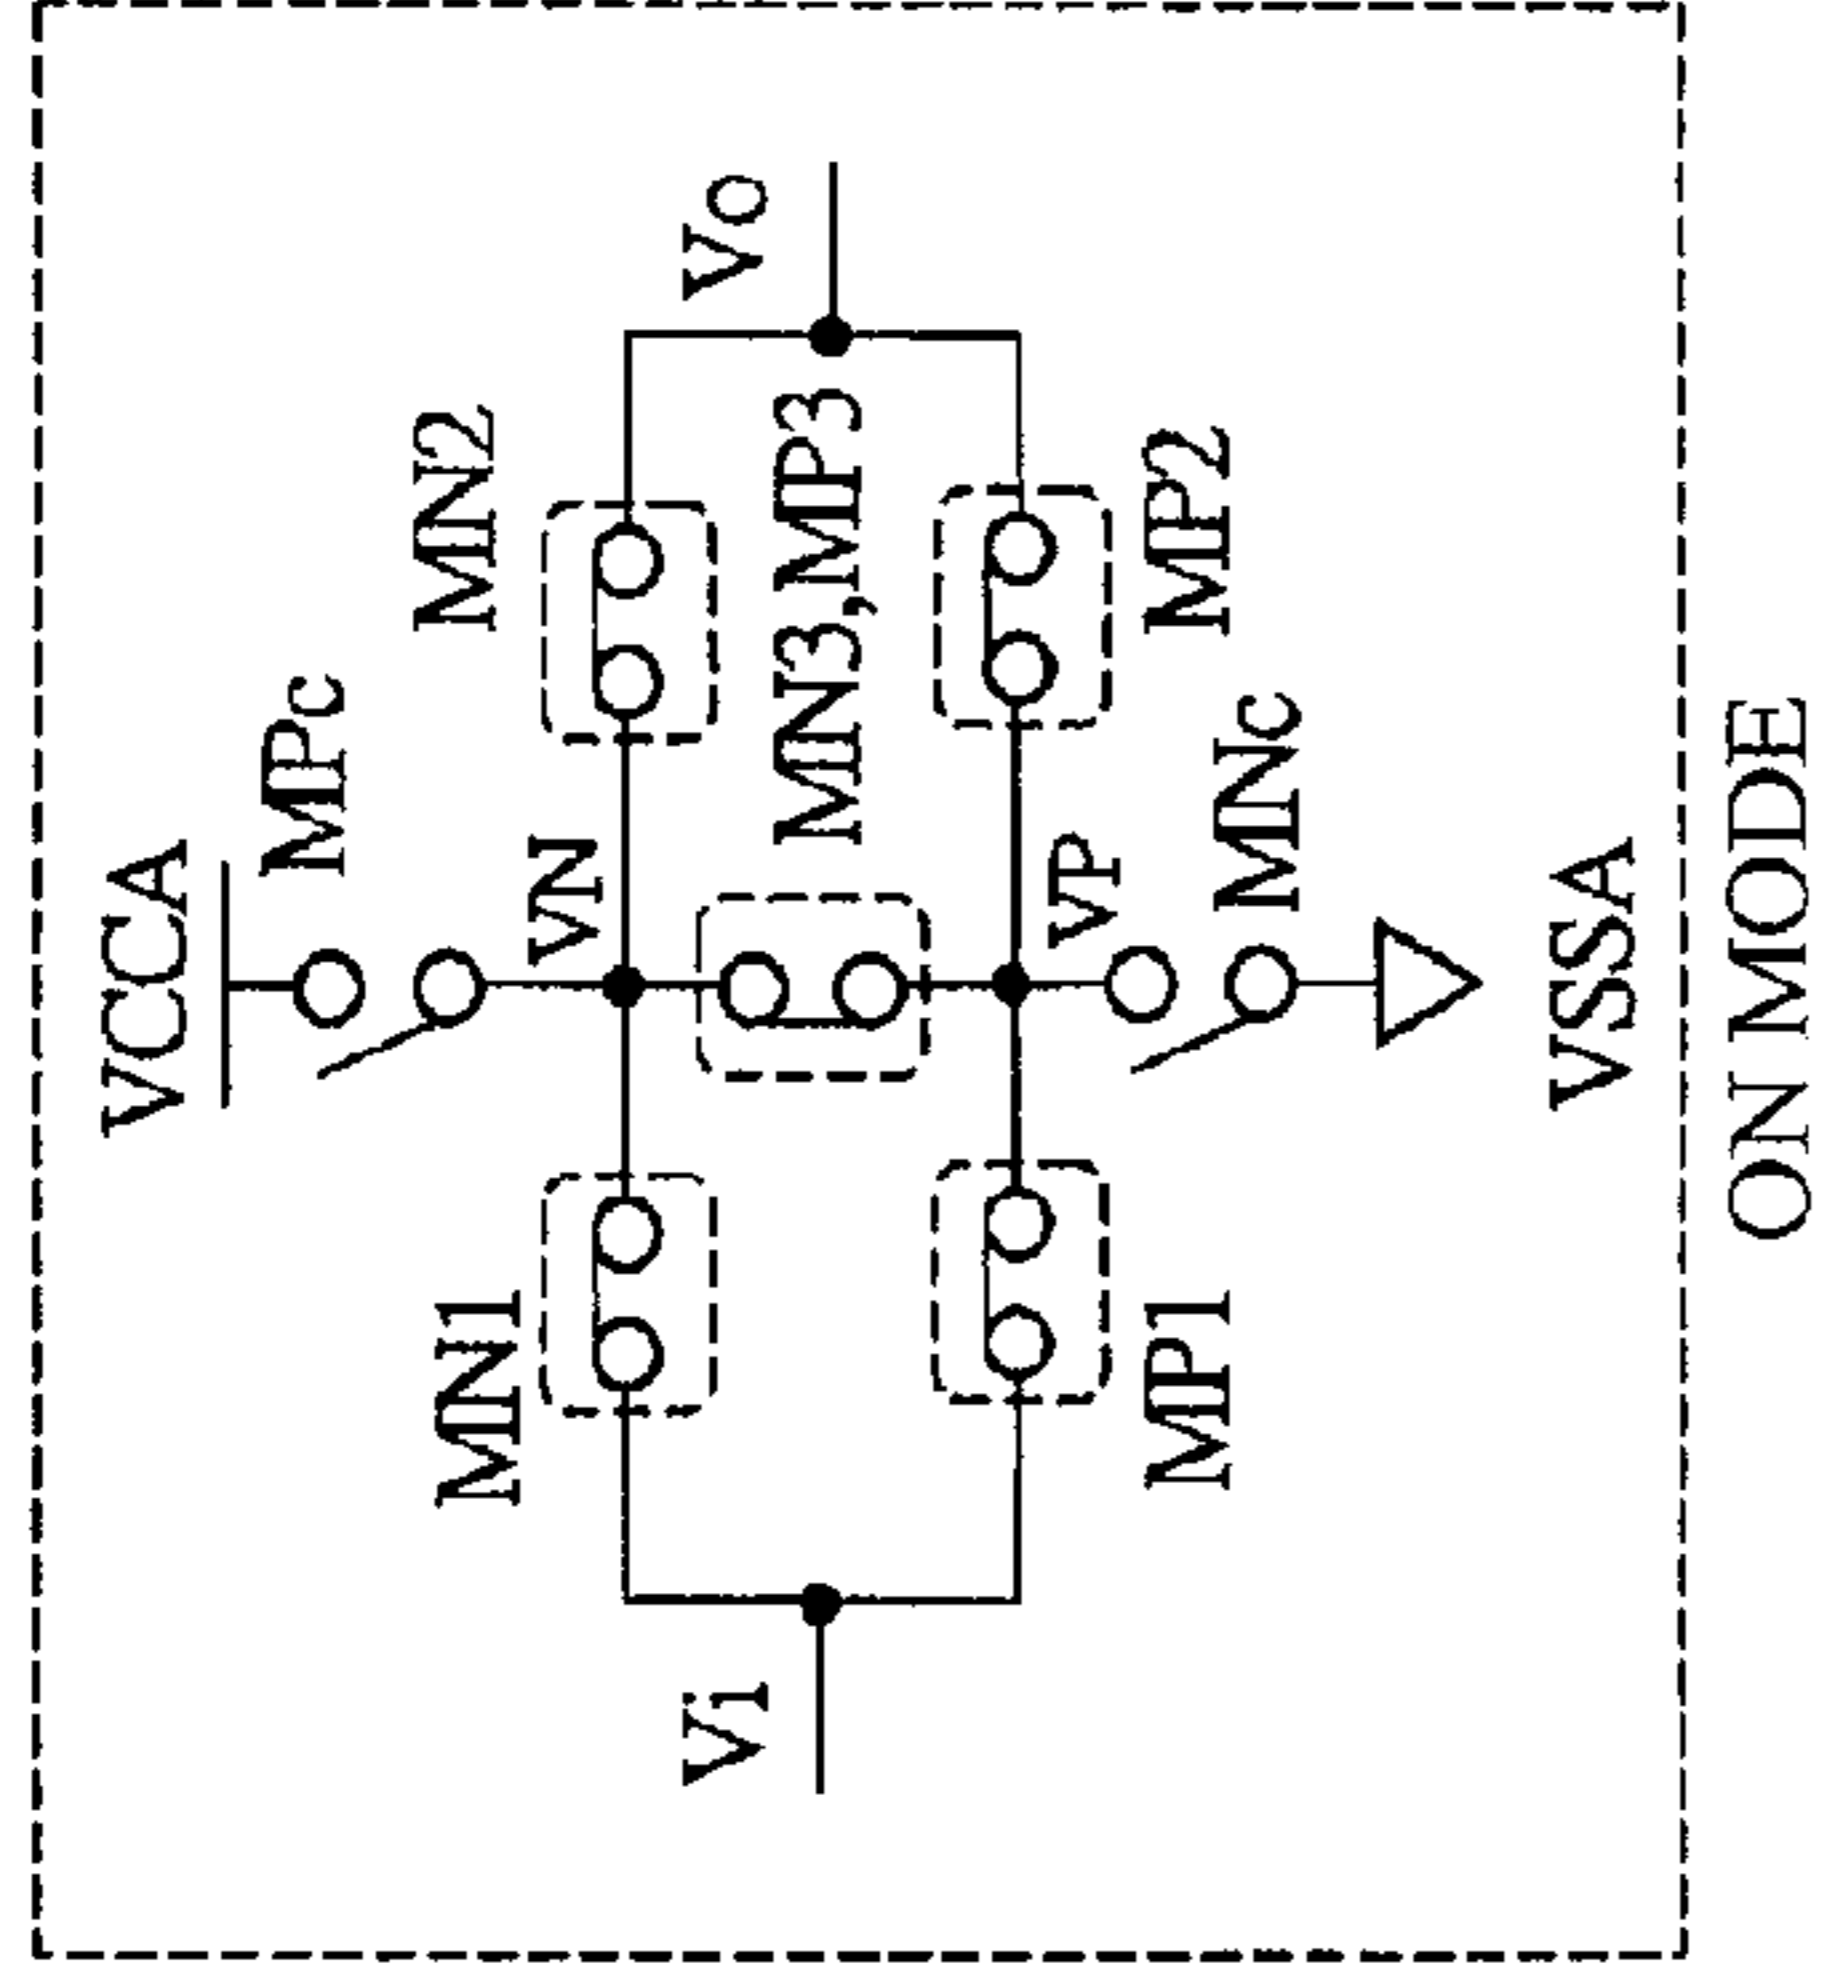 VCCA
MPc
MN1
VN
MN2
Vi
MN3,MP3
Vo
VP
MP1
MNc
MP2
VSSA
ON MODE